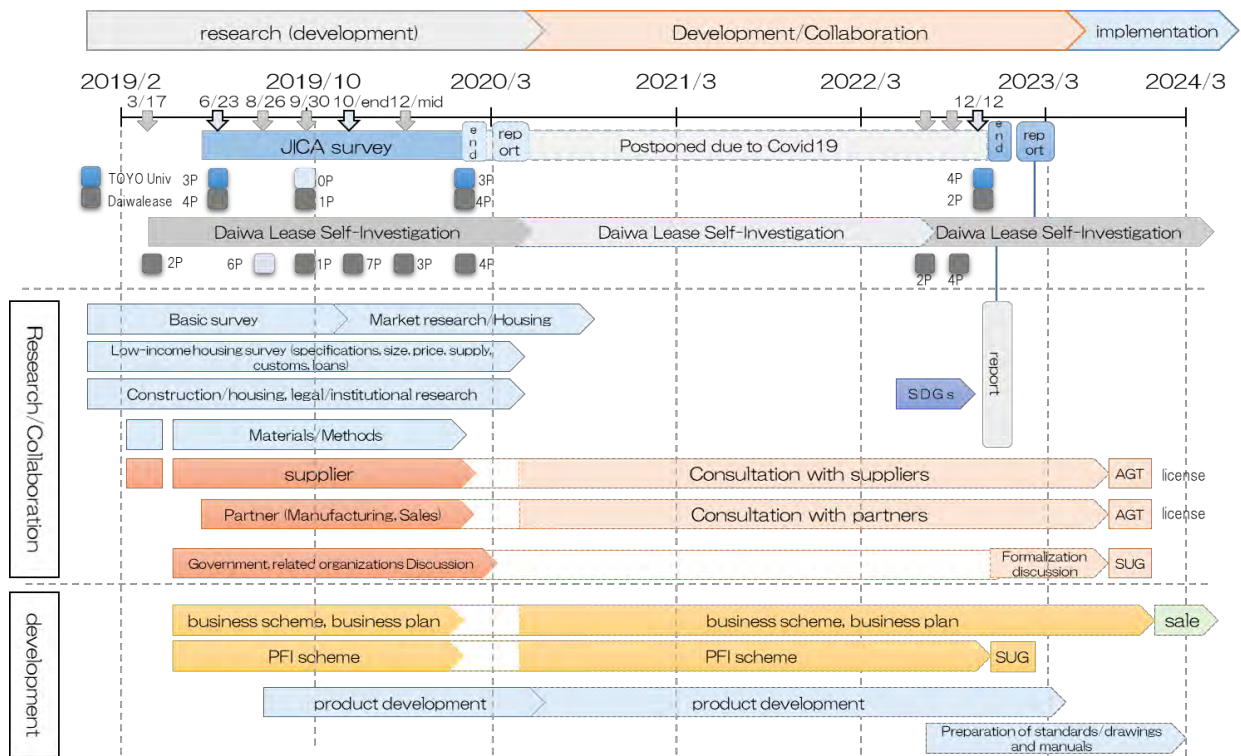 research (development)
Development/Collaboration
implementation
2019/2
2019/10
2020/3
2021/3
2022/3
2023/3
2024/3
3/17
6/23
8/26
9/30
10/end
12/mid
12/12
JICA survey
end
report
Postponed due to Covid19
end
report
TOYO Univ
3P
0P
3P
4P
Daiwalease
4P
1P
4P
2P
Daiwa Lease Self-Investigation
Daiwa Lease Self-Investigation
Daiwa Lease Self-Investigation
2P
6P
1P
7P
3P
4P
2P
4P
Research/Collaboration
Basic survey
Market research/Housing
Low-income housing survey (specifications, size, price, supply,
customs, loans)
Construction/housing, legal/institutional research
SDGs
report
Materials/Methods
supplier
Consultation with suppliers
AGT
license
Partner (Manufacturing, Sales)
Consultation with partners
AGT
license
Government, related organizations Discussion
Formalization
discussion
SUG
development
business scheme, business plan
business scheme, business plan
sale
PFI scheme
PFI scheme
SUG
product development
product development
Preparation of standards/drawings
and manuals